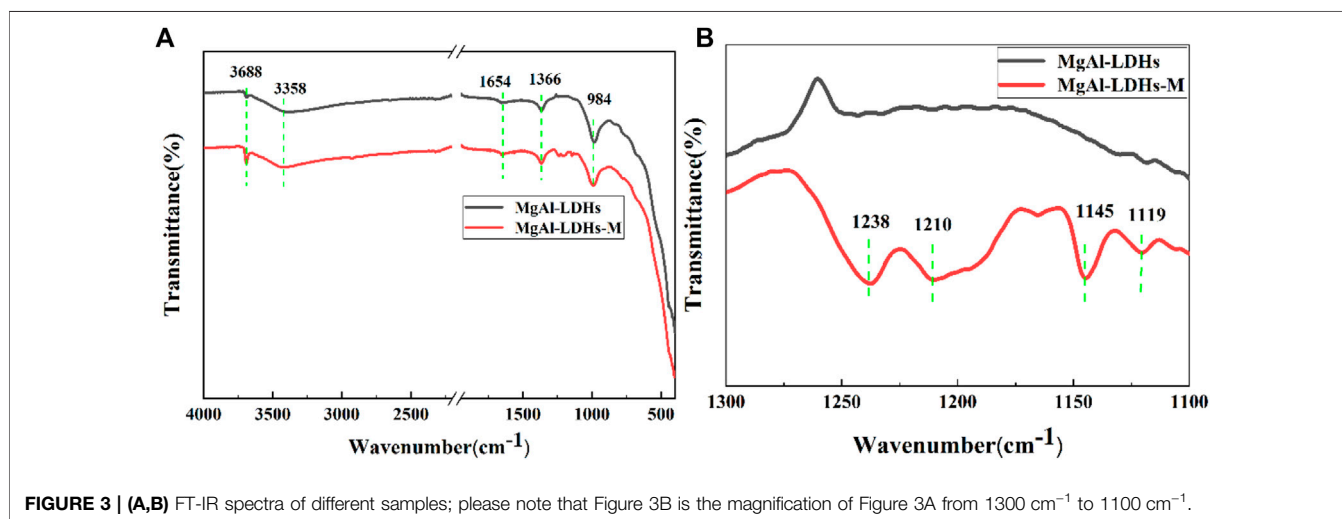 A
3688
3358
1654
1366
984
MgAl-LDHs
MgAl-LDHs-M
Transmittance(%)
4000 3500 3000 2500 1500 1000 500
Wavenumber(cm⁻¹)
B
MgAl-LDHs
MgAl-LDHs-M
1238
1210
1145
1119
Transmittance(%)
1300 1250 1200 1150 1100
Wavenumber(cm⁻¹)
FIGURE 3 | (A,B) FT-IR spectra of different samples; please note that Figure 3B is the magnification of Figure 3A from 1300 cm⁻¹ to 1100 cm⁻¹.